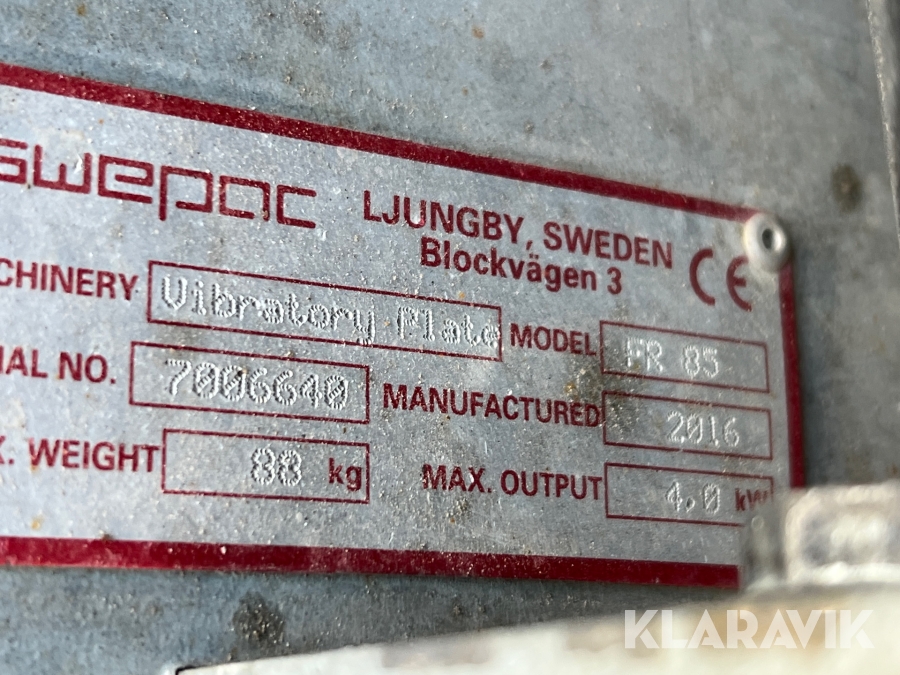 swepac LJUNGBY, SWEDEN
Blockvägen 3 CE
CHINERY Vibratory Plate MODEL FR 85
IAL NO. 7006640 MANUFACTURED 2016
X. WEIGHT 88 kg MAX. OUTPUT 4.0 kW
KLARAVIK